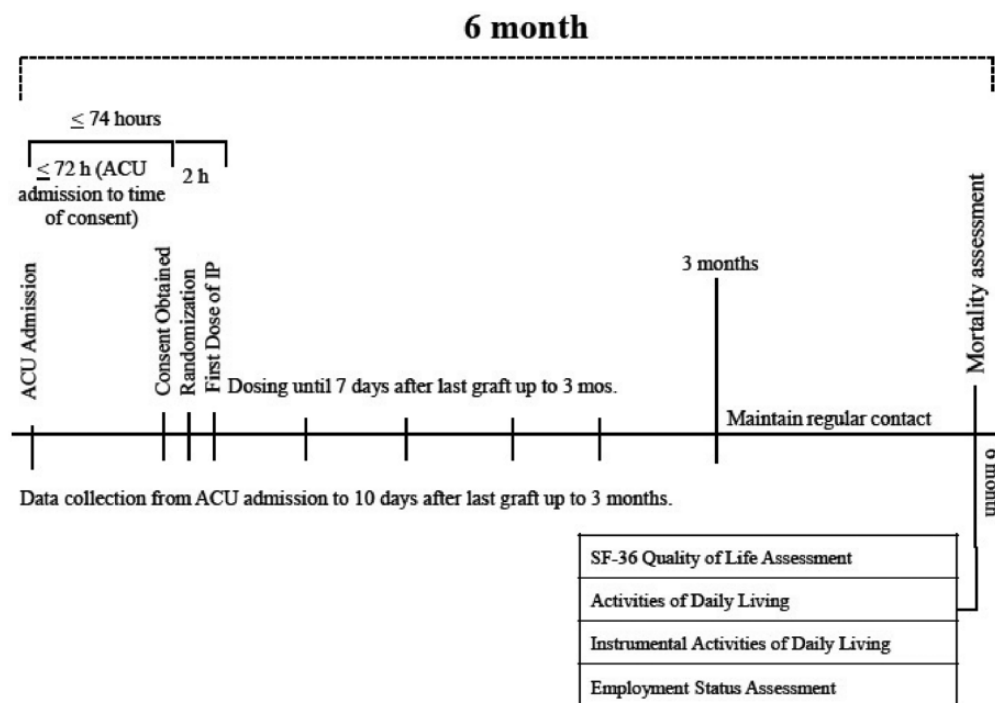 6 month
≤ 74 hours
≤ 72 h (ACU
admission to time
of consent)
2 h
ACU Admission
Consent Obtained
Randomization
First Dose of IP
3 months
Mortality assessment
Dosing until 7 days after last graft up to 3 mos.
Maintain regular contact
6 month
Data collection from ACU admission to 10 days after last graft up to 3 months.
SF-36 Quality of Life Assessment
Activities of Daily Living
Instrumental Activities of Daily Living
Employment Status Assessment